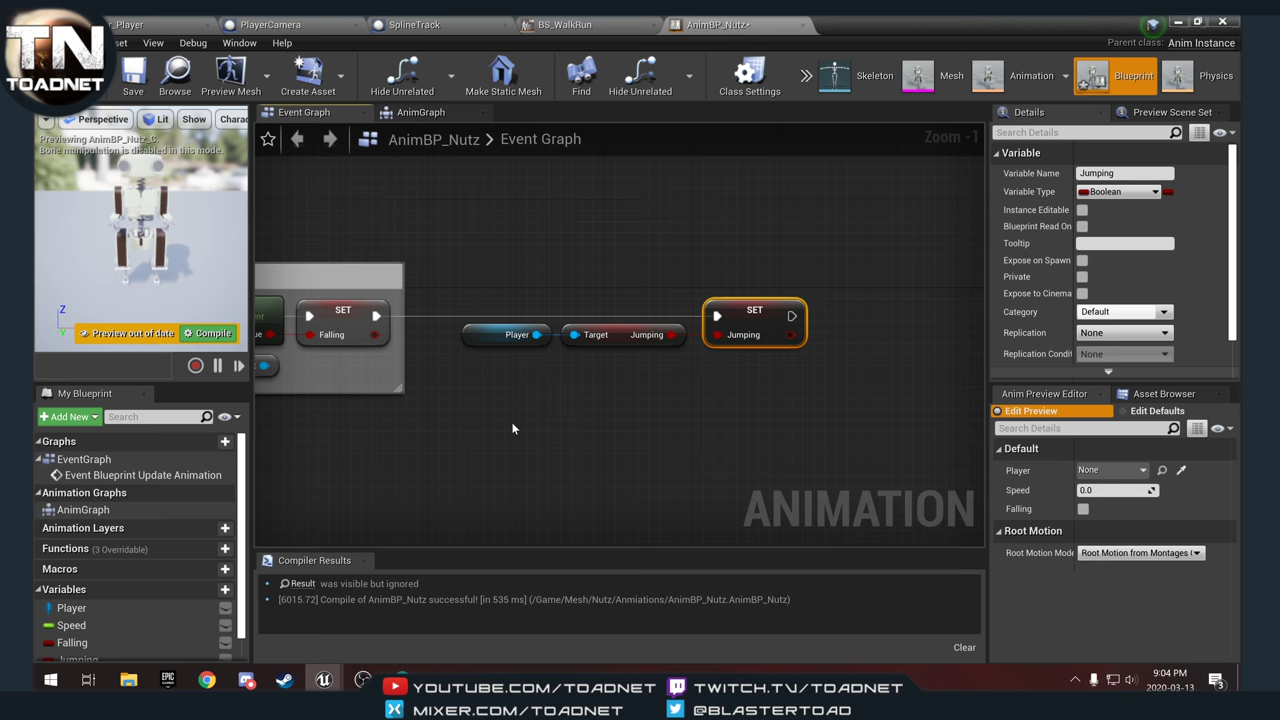 TN
TOADNET
_Player
PlayerCamera
SplineTrack
BS_WalkRun
AnimBP_Nutz*
View
Debug
Window
Help
Parent class: Anim Instance
Save
Browse
Preview Mesh
Create Asset
Hide Unrelated
Make Static Mesh
Find
Hide Unrelated
Class Settings
Skeleton
Mesh
Animation
Blueprint
Physics
Perspective
Lit
Show
Previewing AnimBP_Nutz_C.
Bone manipulation is disabled in this mode.
Z
Y
Preview out of date
Compile
Event Graph
AnimGraph
AnimBP_Nutz > Event Graph
Zoom -1
SET
Falling
Player
Target
Jumping
SET
Jumping
ANIMATION
My Blueprint
+Add New
Search
Graphs
EventGraph
Event Blueprint Update Animation
Animation Graphs
AnimGraph
Animation Layers
Functions (3 Overridable)
Macros
Variables
Player
Speed
Falling
Jumping
Compiler Results
Result was visible but ignored
[6015.72] Compile of AnimBP_Nutz successful! [in 535 ms] (/Game/Mesh/Nutz/Anmiations/AnimBP_Nutz.AnimBP_Nutz)
Clear
Details
Preview Scene Set
Search Details
Variable
Variable Name
Jumping
Variable Type
Boolean
Instance Editable
Blueprint Read On
Tooltip
Expose on Spawn
Private
Expose to Cinema
Category
Default
Replication
None
Replication Condit
None
Anim Preview Editor
Asset Browser
Edit Preview
Edit Defaults
Search Details
Default
Player
None
Speed
0.0
Falling
Root Motion
Root Motion Mode
Root Motion from Montages
EPIC GAMES
9:04 PM
2020-03-13
3
YOUTUBE.COM/TOADNET
TWITCH.TV/TOADNET
MIXER.COM/TOADNET
@BLASTERTOAD